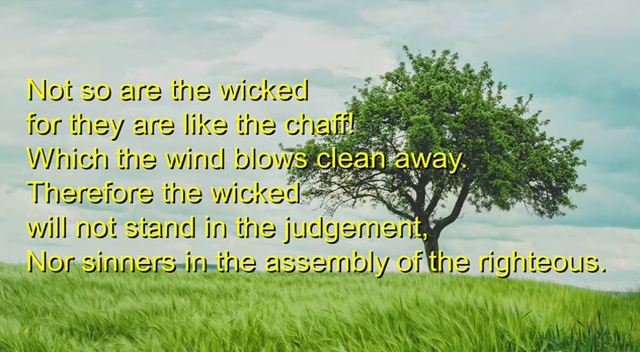 Not so are the wicked
for they are like the chaff!
Which the wind blows clean away.
Therefore the wicked
will not stand in the judgement,
Nor sinners in the assembly of the righteous.